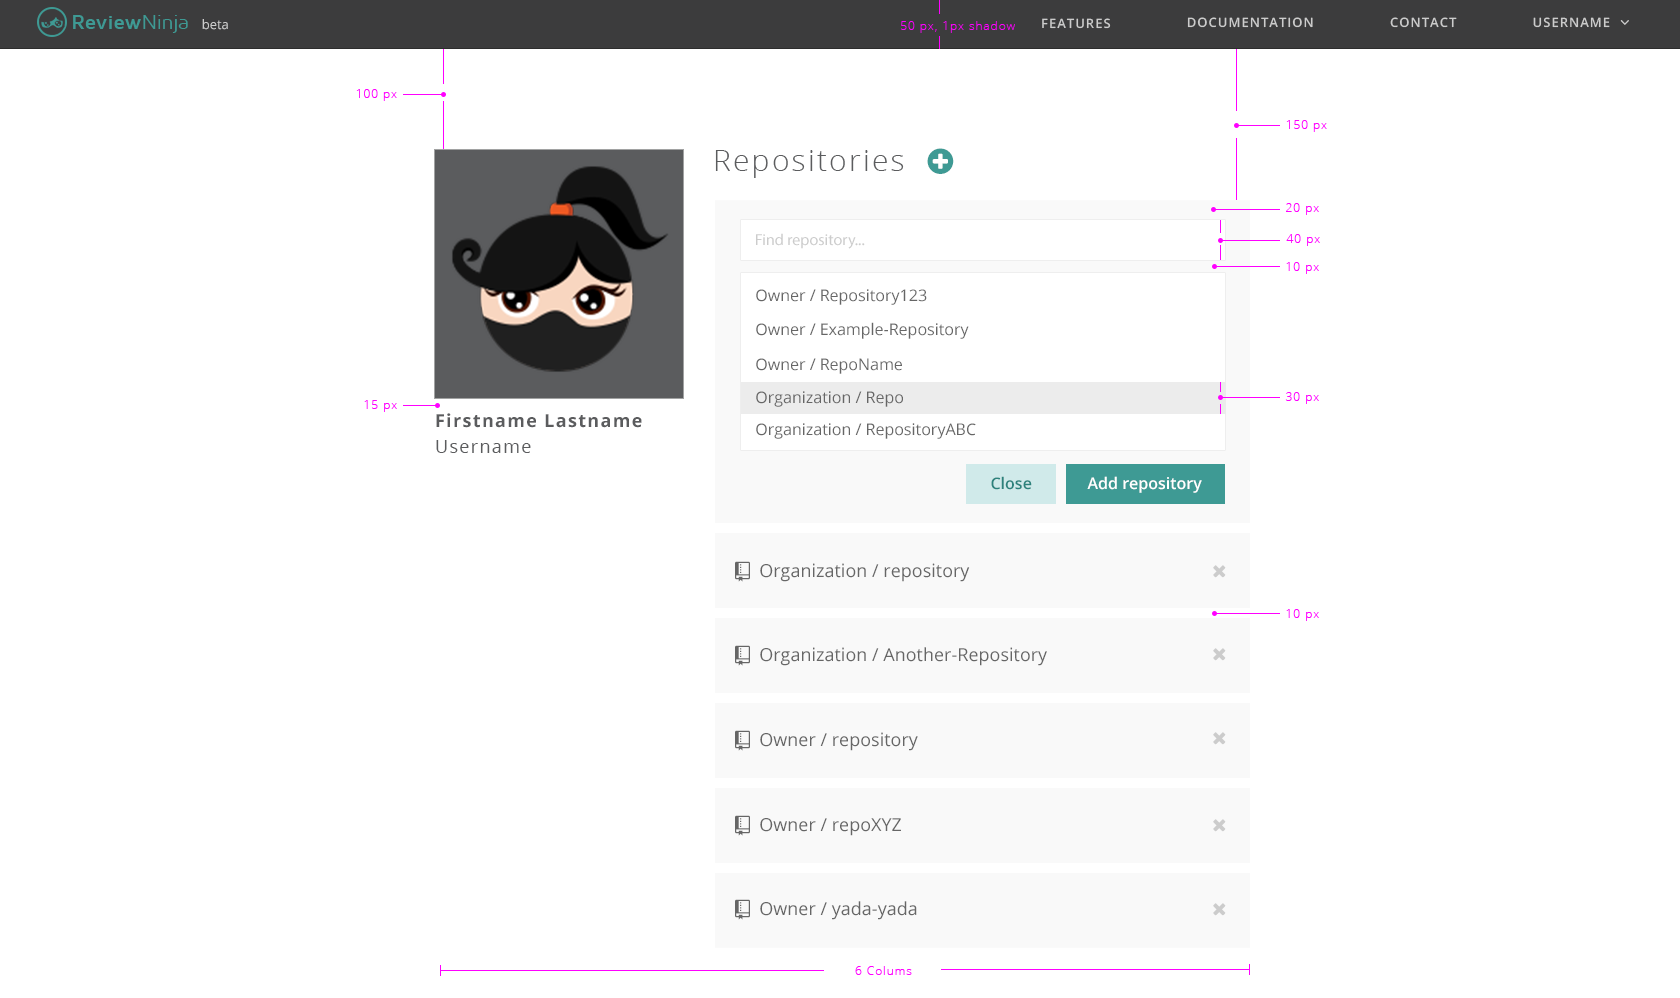 ReviewNinja beta
50 px, 1px shadow
FEATURES
DOCUMENTATION
CONTACT
USERNAME
100 px
150 px
Repositories
20 px
Find repository...
40 px
10 px
Owner / Repository123
Owner / Example-Repository
Owner / RepoName
Organization / Repo
30 px
Organization / RepositoryABC
15 px
Firstname Lastname
Username
Close
Add repository
Organization / repository
10 px
Organization / Another-Repository
Owner / repository
Owner / repoXYZ
Owner / yada-yada
6 Colums